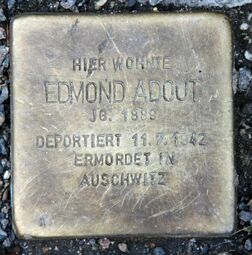 HIER WOHNTE
EDMOND ADOUT
JG. 1889
DEPORTIERT 11.7.1942
ERMORDET IN
AUSCHWITZ